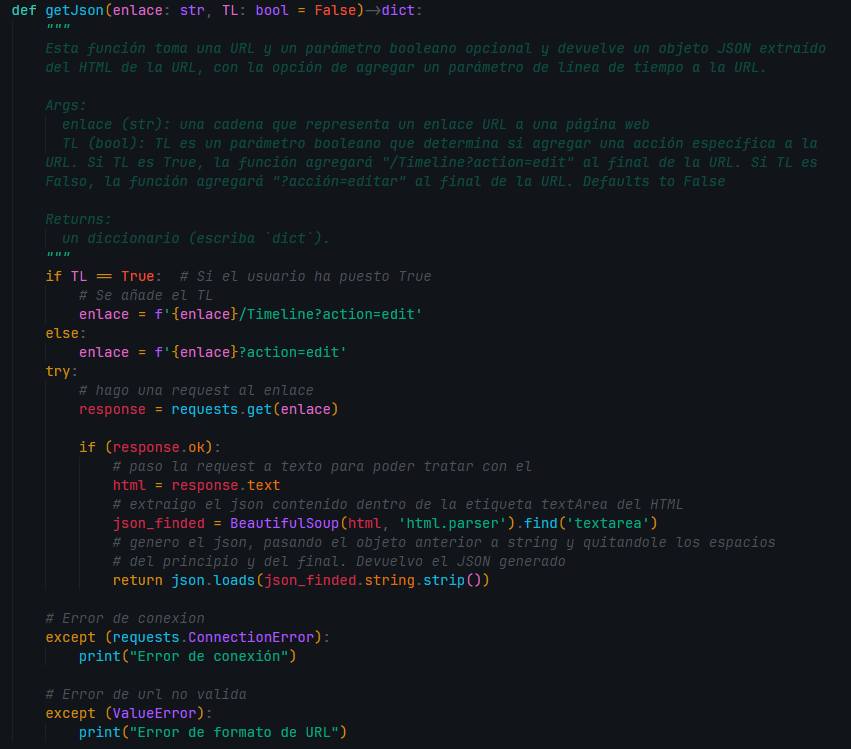 def getJson(enlace: str, TL: bool = False)->dict:
    """
    Esta función toma una URL y un parámetro booleano opcional y devuelve un objeto JSON extraído
    del HTML de la URL, con la opción de agregar un parámetro de línea de tiempo a la URL.

    Args:
      enlace (str): una cadena que representa un enlace URL a una página web
      TL (bool): TL es un parámetro booleano que determina si agregar una acción específica a la
    URL. Si TL es True, la función agregará "/Timeline?action=edit" al final de la URL. Si TL es
    Falso, la función agregará "?acción=editar" al final de la URL. Defaults to False

    Returns:
      un diccionario (escriba `dict`).
    """
    if TL == True:  # Si el usuario ha puesto True
        # Se añade el TL
        enlace = f'{enlace}/Timeline?action=edit'
    else:
        enlace = f'{enlace}?action=edit'
    try:
        # hago una request al enlace
        response = requests.get(enlace)

        if (response.ok):
            # paso la request a texto para poder tratar con el
            html = response.text
            # extraigo el json contenido dentro de la etiqueta textArea del HTML
            json_finded = BeautifulSoup(html, 'html.parser').find('textarea')
            # genero el json, pasando el objeto anterior a string y quitandole los espacios
            # del principio y del final. Devuelvo el JSON generado
            return json.loads(json_finded.string.strip())

    # Error de conexion
    except (requests.ConnectionError):
        print("Error de conexión")

    # Error de url no valida
    except (ValueError):
        print("Error de formato de URL")